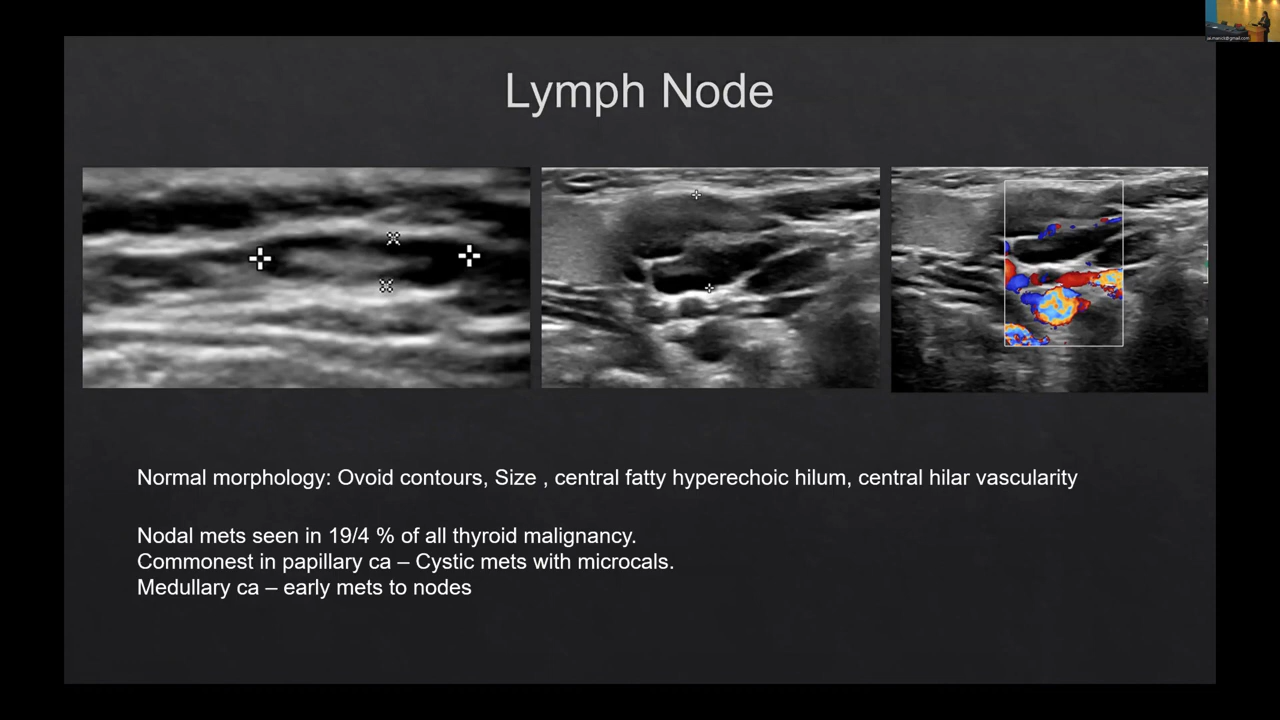 Lymph Node
Normal morphology: Ovoid contours, Size , central fatty hyperechoic hilum, central hilar vascularity
Nodal mets seen in 19/4 % of all thyroid malignancy.
Commonest in papillary ca – Cystic mets with microcals.
Medullary ca – early mets to nodes